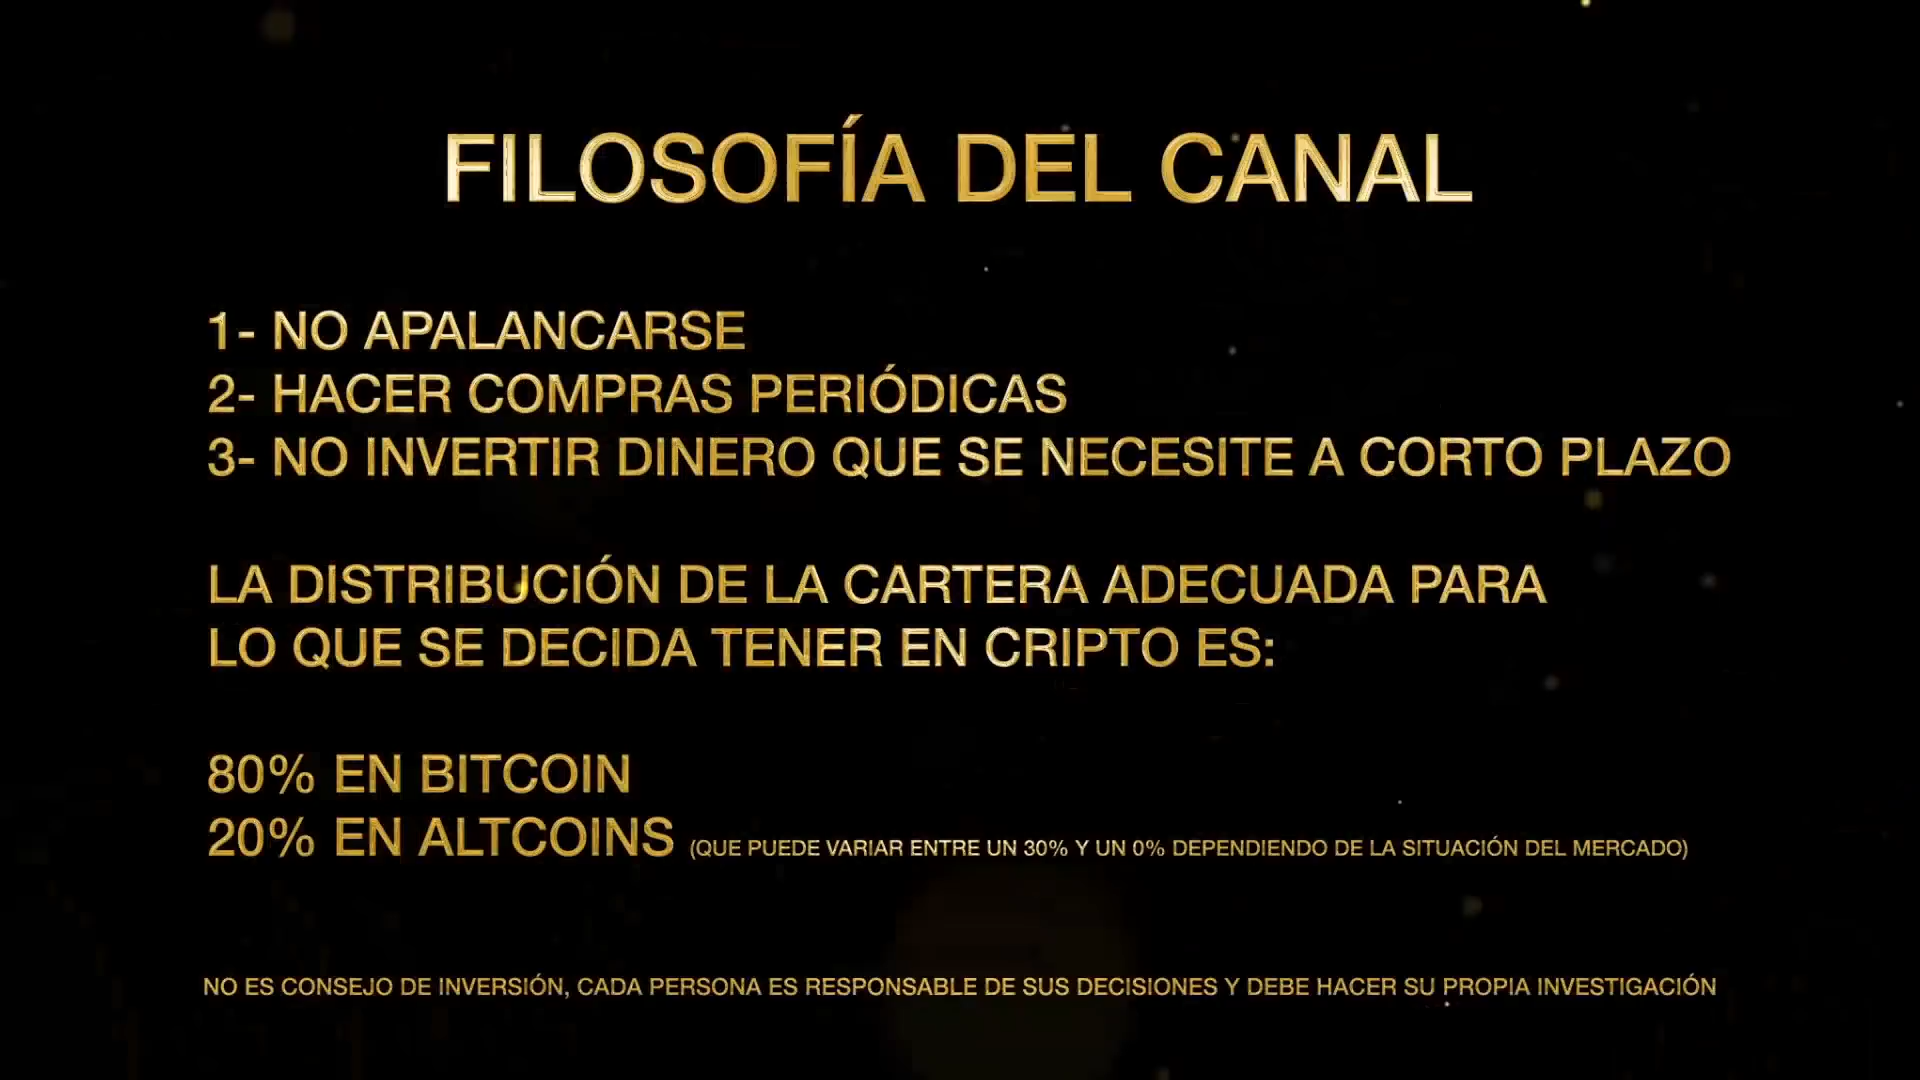 FILOSOFÍA DEL CANAL
1- NO APALANCARSE
2- HACER COMPRAS PERIÓDICAS
3- NO INVERTIR DINERO QUE SE NECESITE A CORTO PLAZO
LA DISTRIBUCIÓN DE LA CARTERA ADECUADA PARA
LO QUE SE DECIDA TENER EN CRIPTO ES:
80% EN BITCOIN
20% EN ALTCOINS (QUE PUEDE VARIAR ENTRE UN 30% Y UN 0% DEPENDIENDO DE LA SITUACIÓN DEL MERCADO)
NO ES CONSEJO DE INVERSIÓN, CADA PERSONA ES RESPONSABLE DE SUS DECISIONES Y DEBE HACER SU PROPIA INVESTIGACIÓN